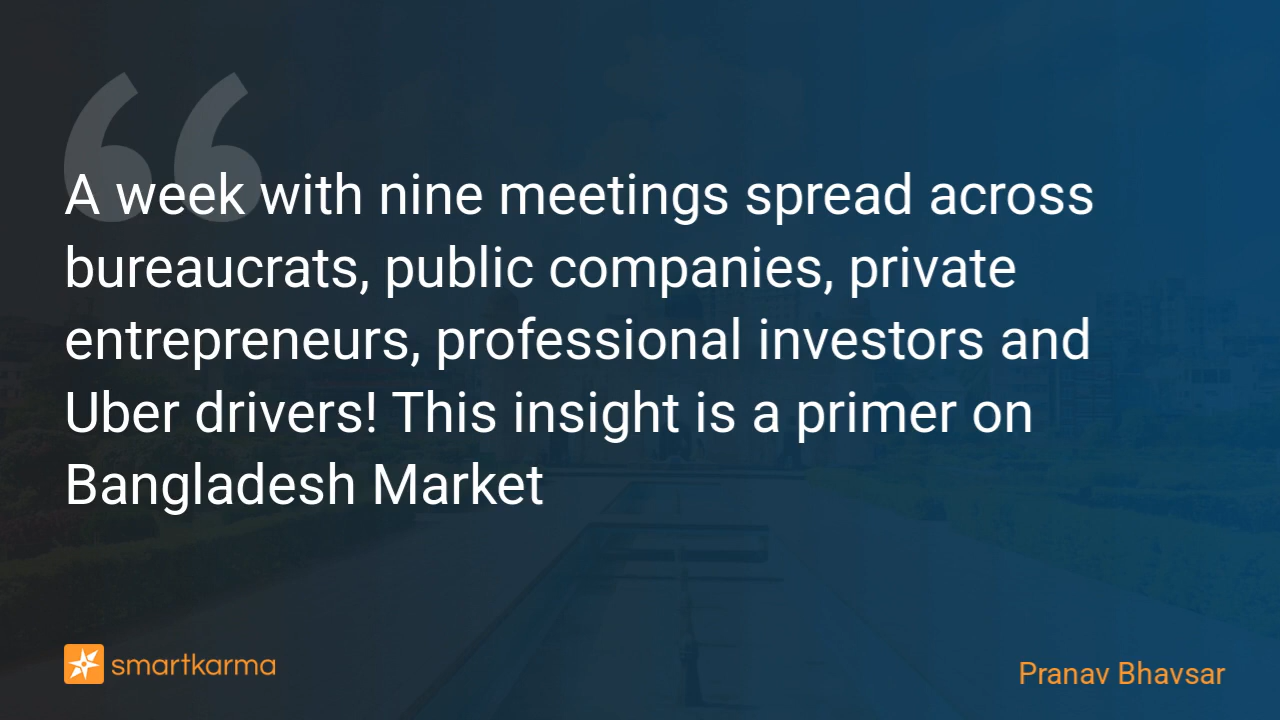 A week with nine meetings spread across
bureaucrats, public companies, private
entrepreneurs, professional investors and
Uber drivers! This insight is a primer on
Bangladesh Market
smartkarma
Pranav Bhavsar